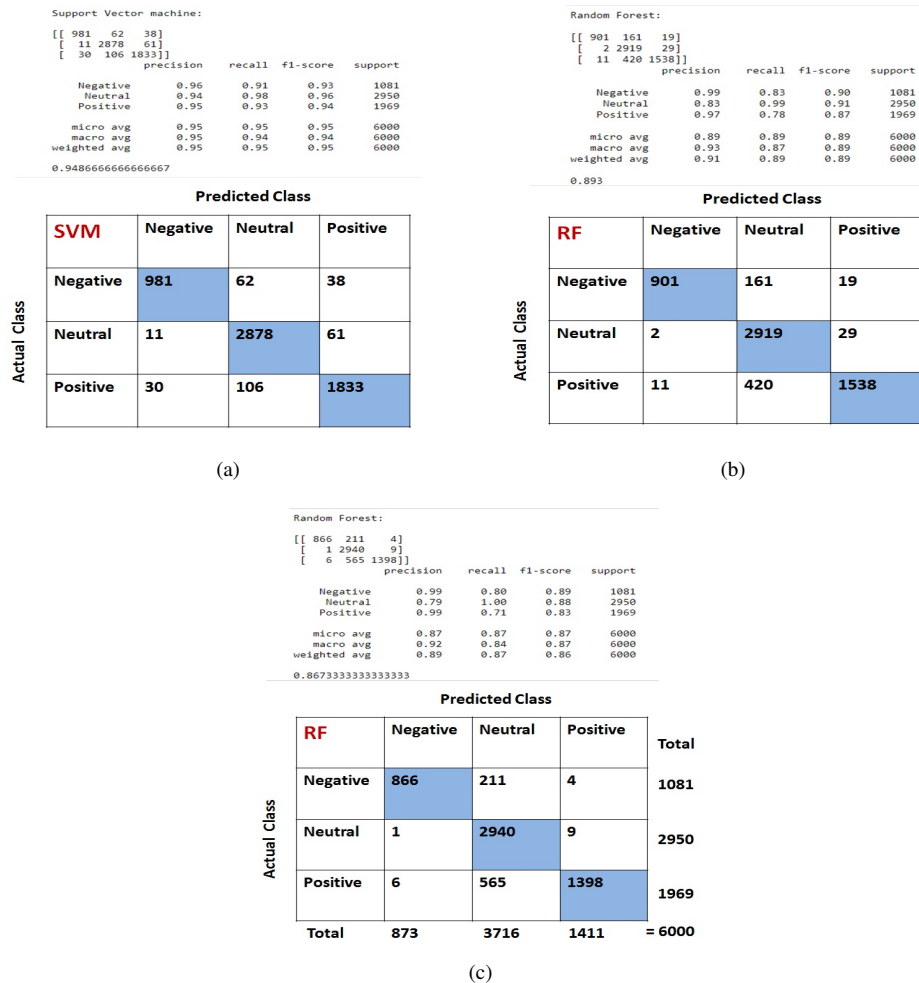 Support Vector machine:
[[ 981 62 38]
[ 11 2878 61]
[ 30 106 1833]]
precision recall f1-score support
Negative 0.96 0.91 0.93 1081
Neutral 0.94 0.98 0.96 2950
Positive 0.95 0.93 0.94 1969
micro avg 0.95 0.95 0.95 6000
macro avg 0.95 0.94 0.94 6000
weighted avg 0.95 0.95 0.95 6000
0.9486666666666667
Predicted Class
SVM Negative Neutral Positive
Actual Class
Negative 981 62 38
Neutral 11 2878 61
Positive 30 106 1833
(a)
Random Forest:
[[ 901 161 19]
[ 2 2919 29]
[ 11 420 1538]]
precision recall f1-score support
Negative 0.99 0.83 0.90 1081
Neutral 0.83 0.99 0.91 2950
Positive 0.97 0.78 0.87 1969
micro avg 0.89 0.89 0.89 6000
macro avg 0.93 0.87 0.89 6000
weighted avg 0.91 0.89 0.89 6000
0.893
Predicted Class
RF Negative Neutral Positive
Actual Class
Negative 901 161 19
Neutral 2 2919 29
Positive 11 420 1538
(b)
Random Forest:
[[ 866 211 4]
[ 1 2940 9]
[ 6 565 1398]]
precision recall f1-score support
Negative 0.99 0.80 0.89 1081
Neutral 0.79 1.00 0.88 2950
Positive 0.99 0.71 0.83 1969
micro avg 0.87 0.87 0.87 6000
macro avg 0.92 0.84 0.87 6000
weighted avg 0.89 0.87 0.86 6000
0.8673333333333333
Predicted Class
RF Negative Neutral Positive Total
Actual Class
Negative 866 211 4 1081
Neutral 1 2940 9 2950
Positive 6 565 1398 1969
Total 873 3716 1411 = 6000
(c)